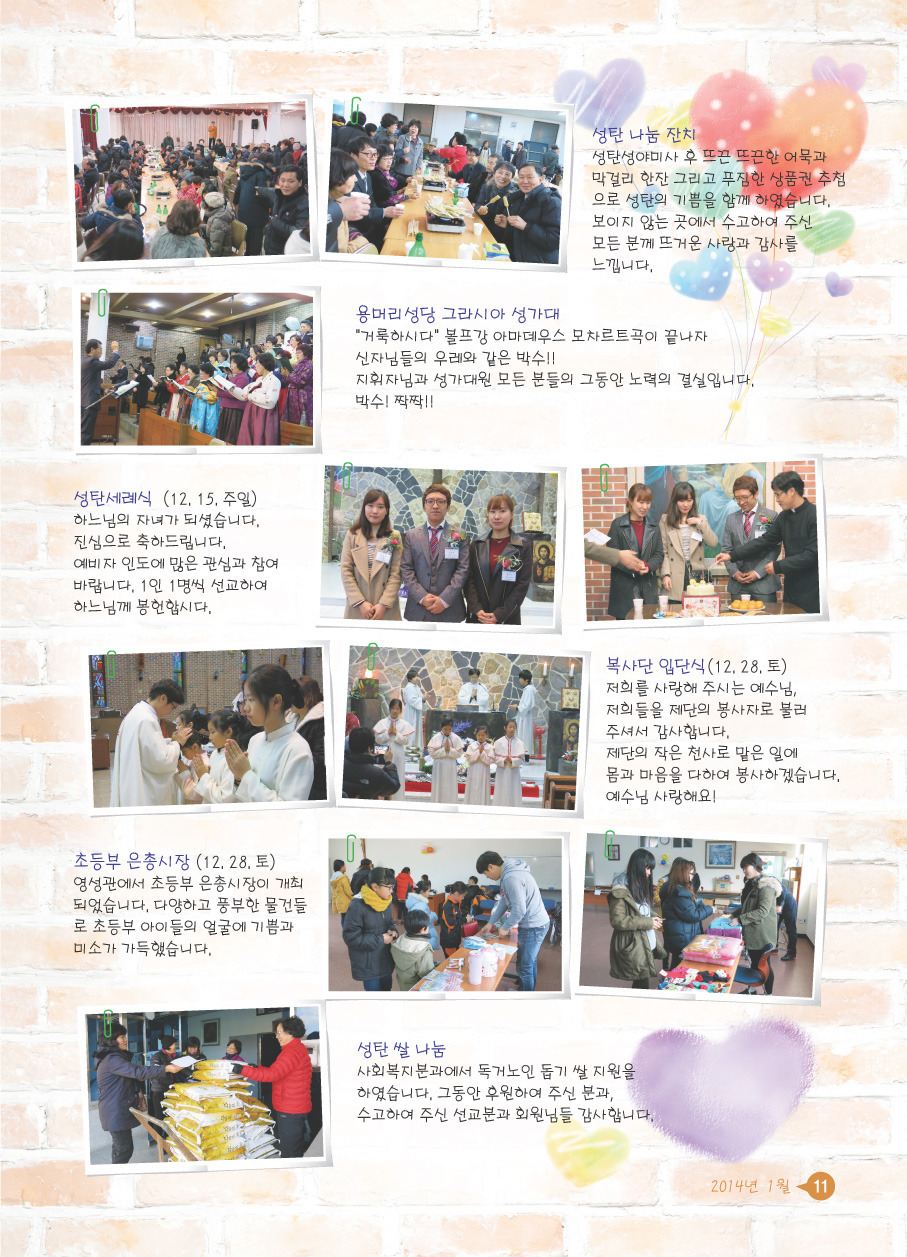 성탄 나눔 잔치
성탄성야미사 후 뜨끈 뜨끈한 어묵과
막걸리 한잔 그리고 푸짐한 상품권 추첨
으로 성탄의 기쁨을 함께 하였습니다.
보이지 않는 곳에서 수고하여 주신
모든 분께 뜨거운 사랑과 감사를
느낍니다.
용머리성당 그라시아 성가대
"거룩하시다" 볼프강 아마데우스 모차르트곡이 끝나자
신자님들의 우레와 같은 박수!!
지휘자님과 성가대원 모든 분들의 그동안 노력의 결실입니다.
박수! 짝짝!!
성탄세례식 (12. 15. 주일)
하느님의 자녀가 되셨습니다.
진심으로 축하드립니다.
예비자 인도에 많은 관심과 참여
바랍니다. 1인 1명씩 선교하여
하느님께 봉헌합시다.
복사단 입단식(12. 28. 토)
저희를 사랑해 주시는 예수님,
저희들을 제단의 봉사자로 불러
주셔서 감사합니다.
제단의 작은 천사로 맡은 일에
몸과 마음을 다하여 봉사하겠습니다.
예수님 사랑해요!
초등부 은총시장 (12. 28. 토)
영성관에서 초등부 은총시장이 개최
되었습니다. 다양하고 풍부한 물건들
로 초등부 아이들의 얼굴에 기쁨과
미소가 가득했습니다.
성탄 쌀 나눔
사회복지분과에서 독거노인 돕기 쌀 지원을
하였습니다. 그동안 후원하여 주신 분과,
수고하여 주신 선교분과 회원님들 감사합니다.
2014년 1월 11